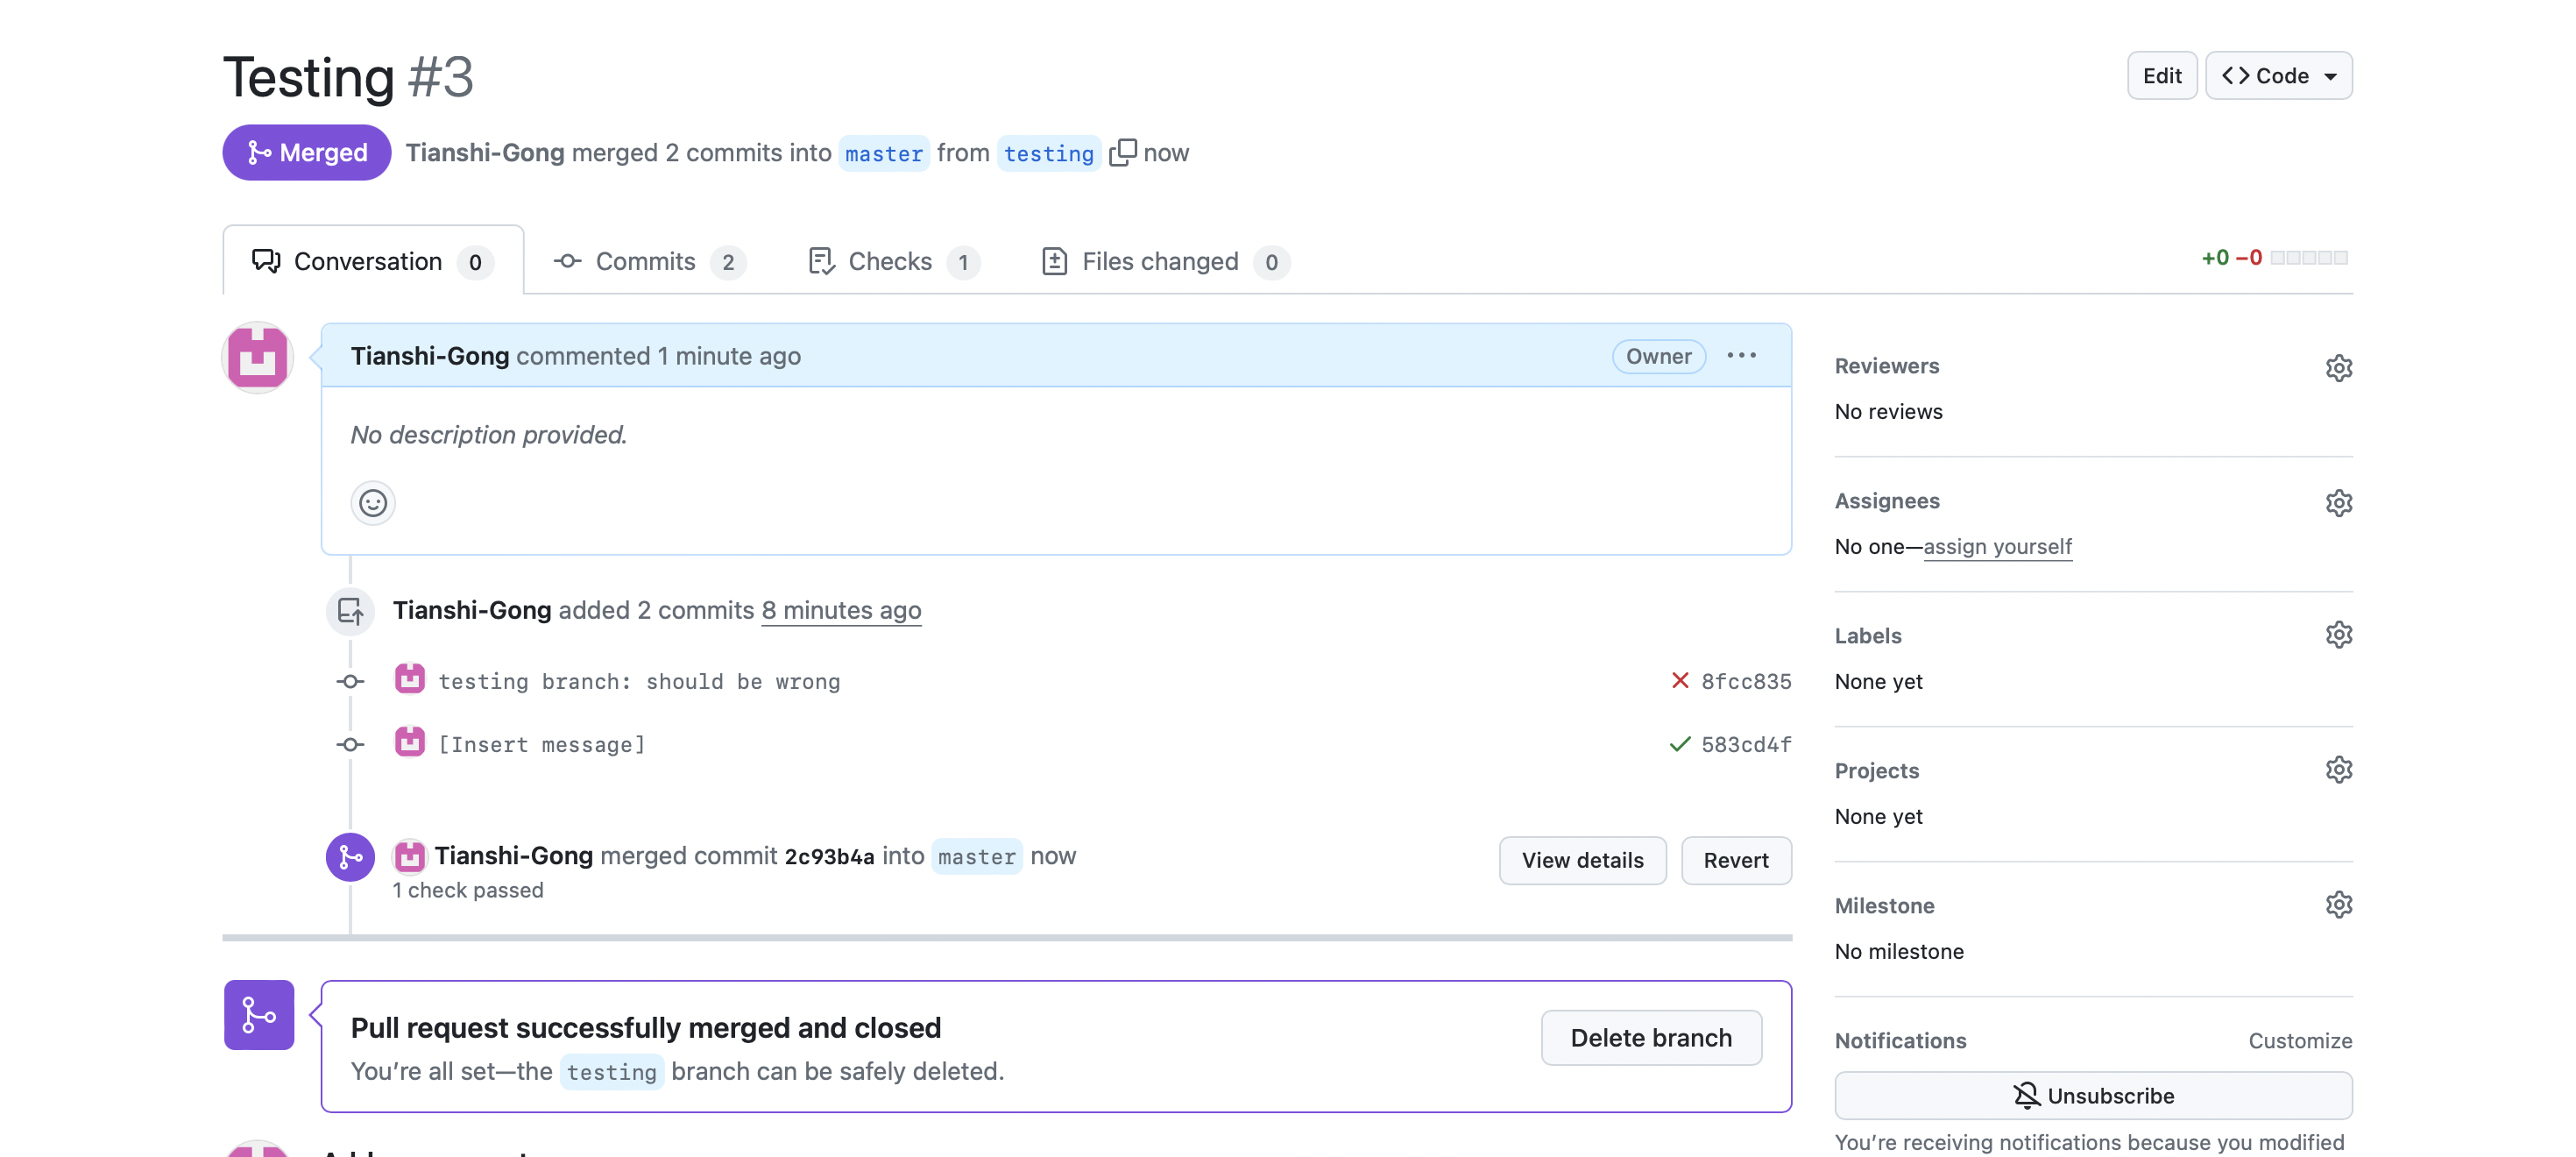 Testing #3
Edit
Code
Merged
Tianshi-Gong merged 2 commits into master from testing now
Conversation 0
Commits 2
Checks 1
Files changed 0
+0 −0
Tianshi-Gong commented 1 minute ago
Owner
No description provided.
Tianshi-Gong added 2 commits 8 minutes ago
testing branch: should be wrong
8fcc835
[Insert message]
583cd4f
Tianshi-Gong merged commit 2c93b4a into master now
1 check passed
View details
Revert
Pull request successfully merged and closed
You’re all set—the testing branch can be safely deleted.
Delete branch
Reviewers
No reviews
Assignees
No one—assign yourself
Labels
None yet
Projects
None yet
Milestone
No milestone
Notifications
Customize
Unsubscribe
You’re receiving notifications because you modified